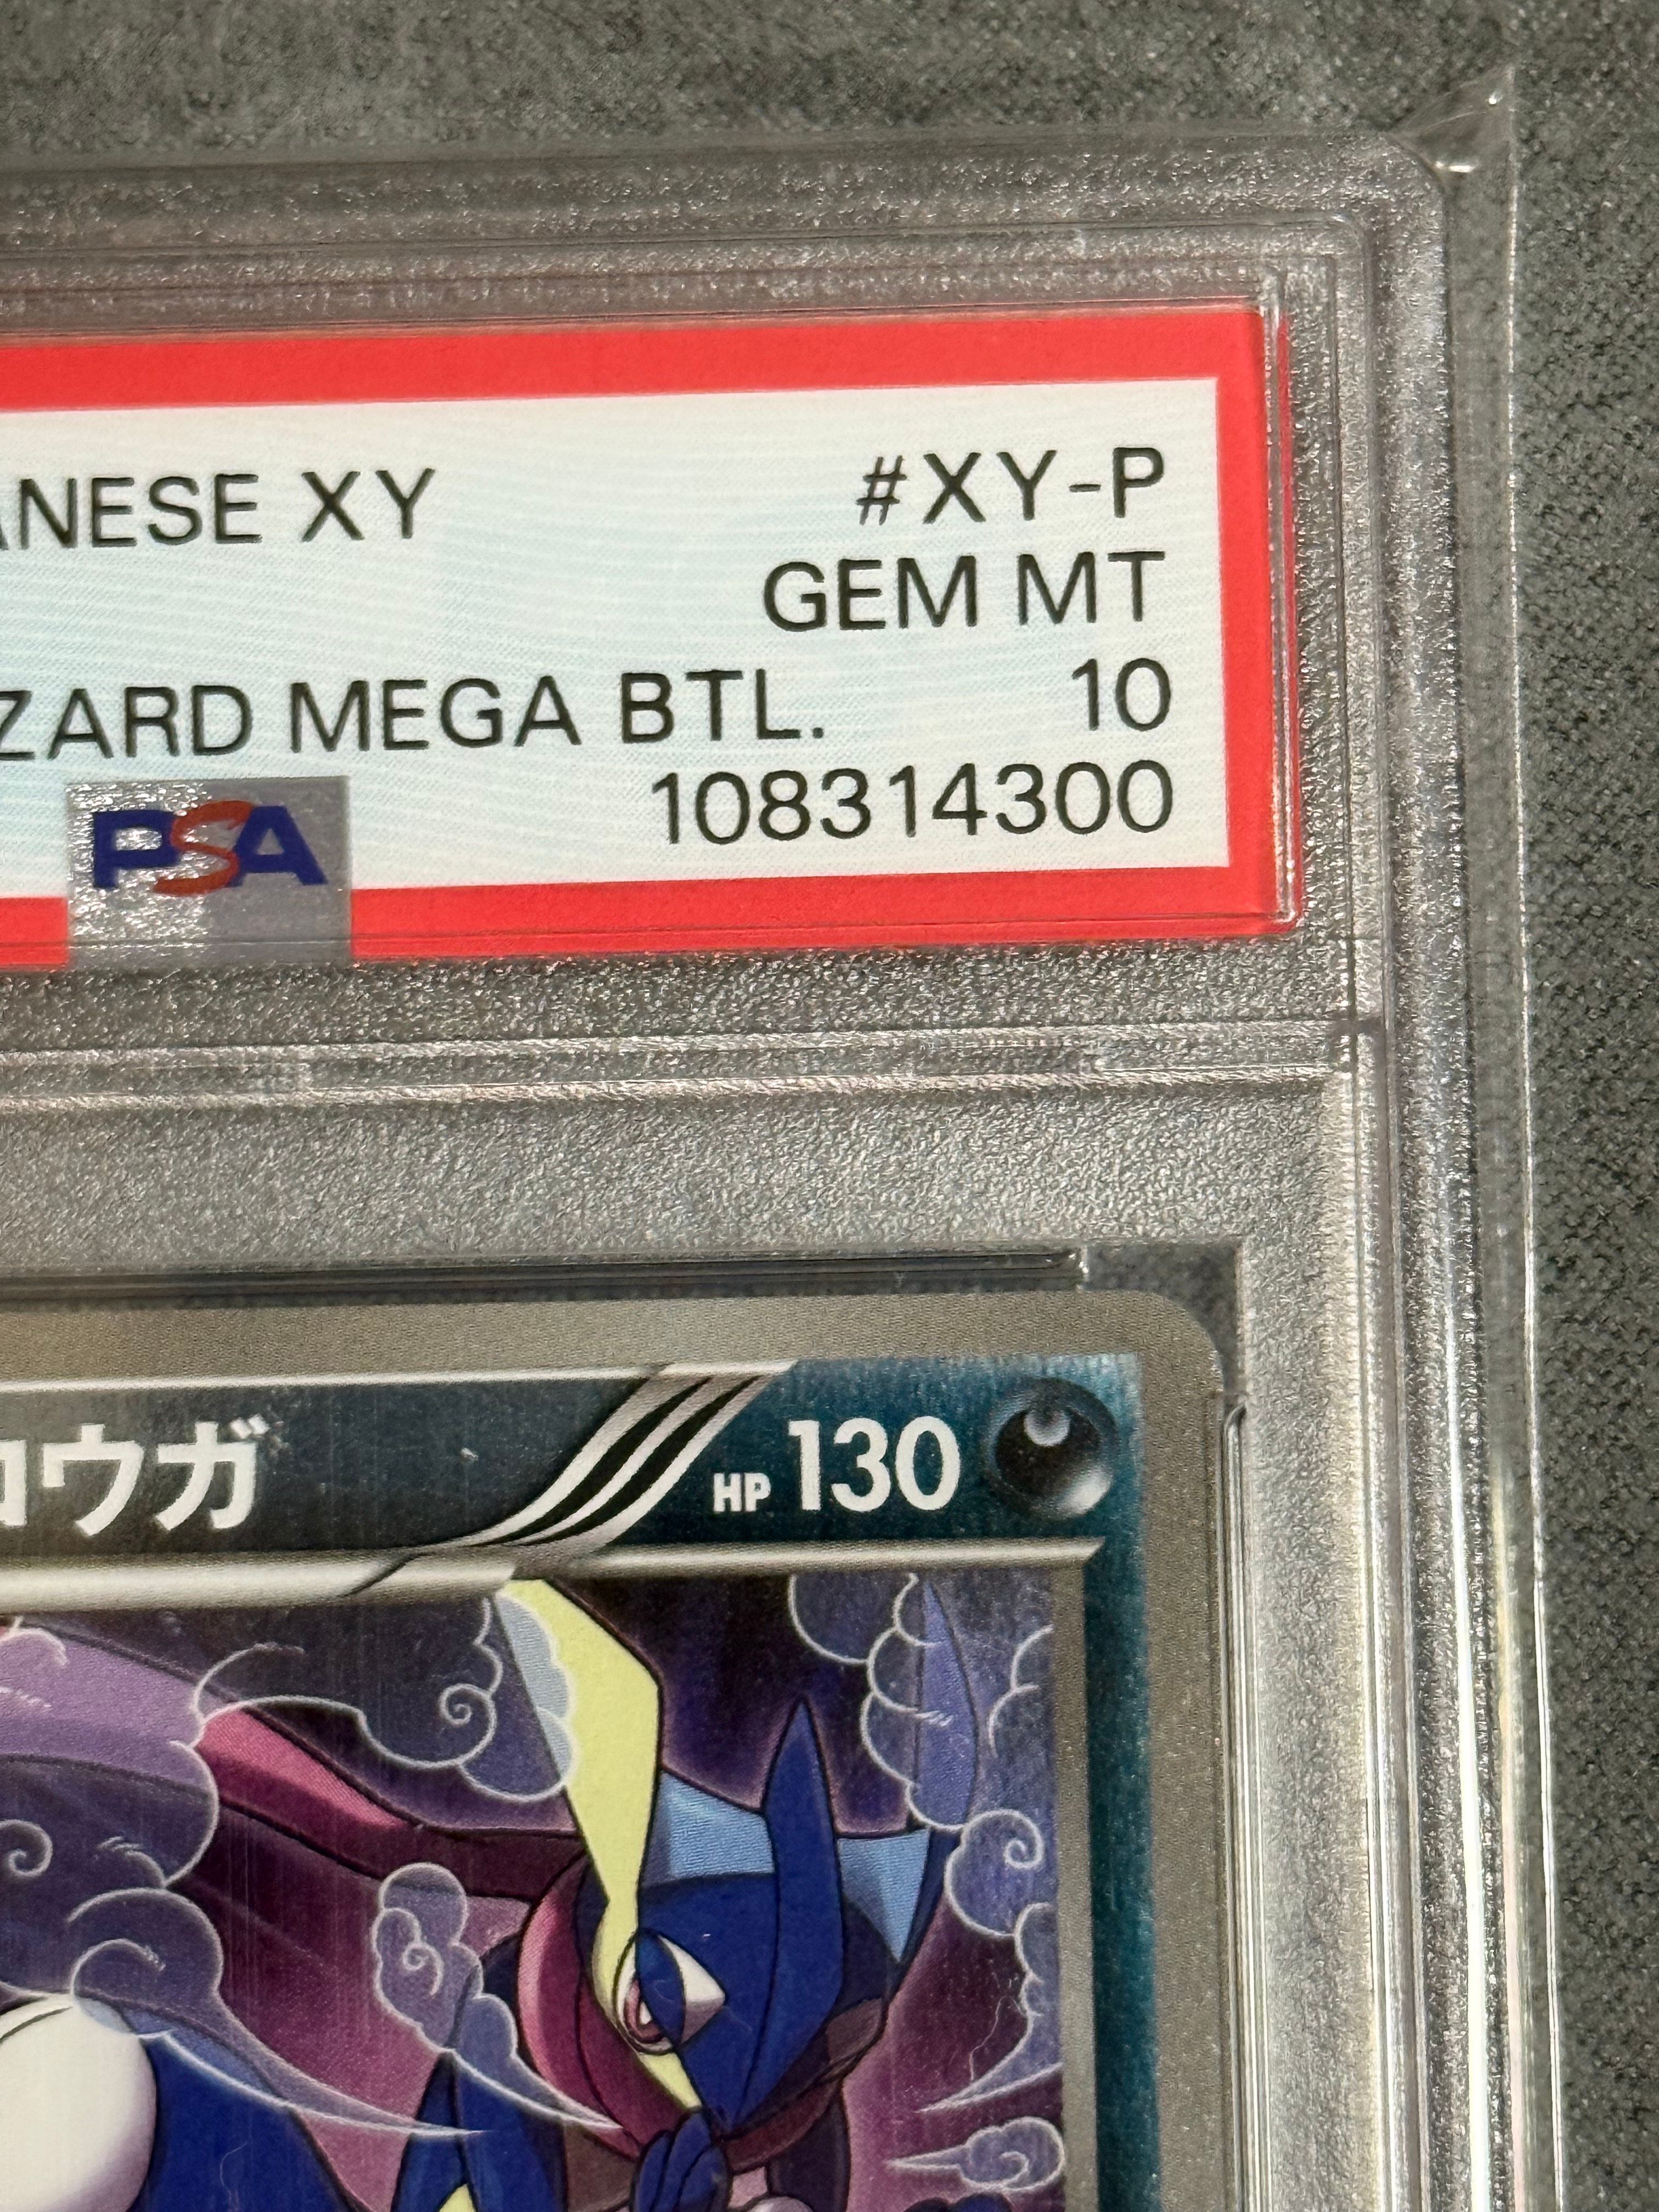 ANESE XY #XY-P
GEM MT
ZARD MEGA BTL. 10
PSA 108314300
ロウガ HP 130